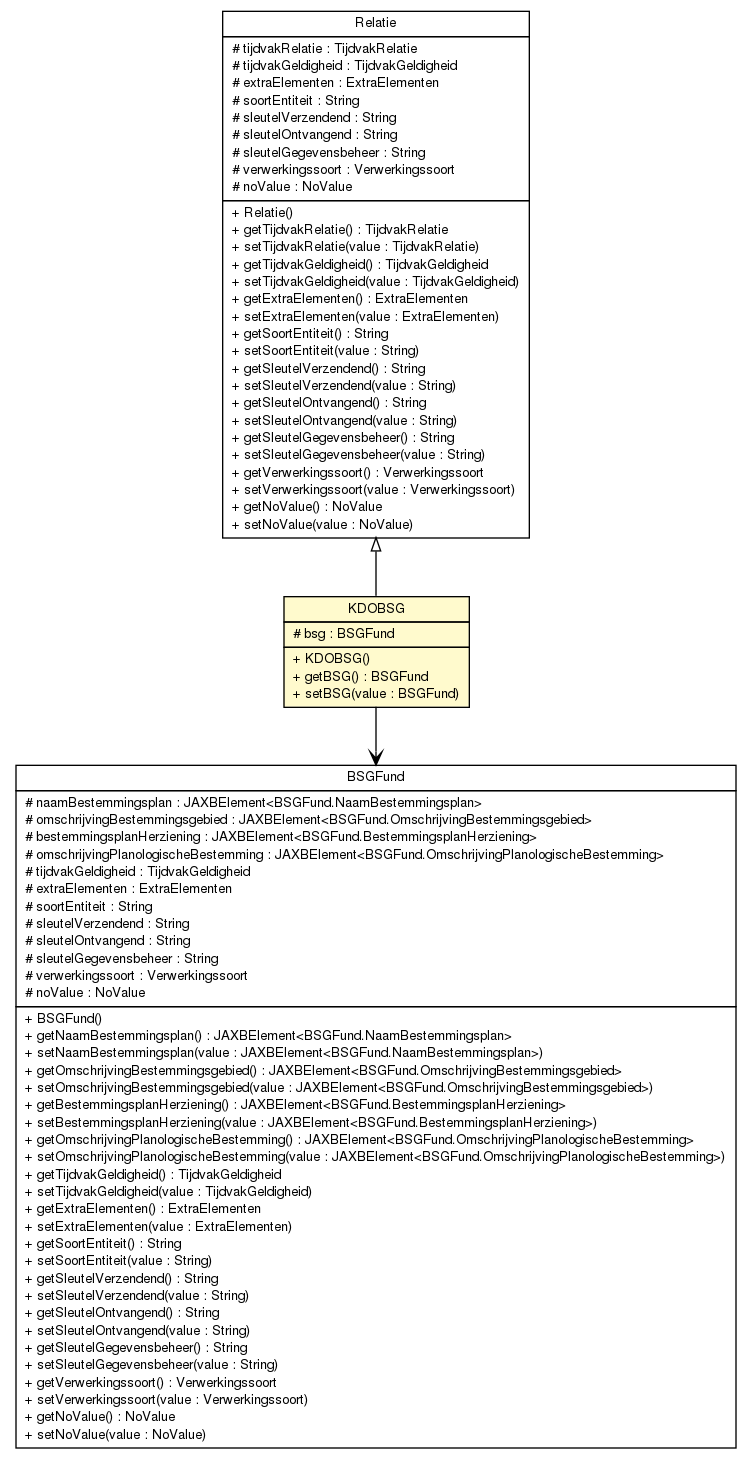 Relatie
# tijdvakRelatie : TijdvakRelatie
# tijdvakGeldigheid : TijdvakGeldigheid
# extraElementen : ExtraElementen
# soortEntiteit : String
# sleutelVerzendend : String
# sleutelOntvangend : String
# sleutelGegevensbeheer : String
# verwerkingssoort : Verwerkingssoort
# noValue : NoValue
+ Relatie()
+ getTijdvakRelatie() : TijdvakRelatie
+ setTijdvakRelatie(value : TijdvakRelatie)
+ getTijdvakGeldigheid() : TijdvakGeldigheid
+ setTijdvakGeldigheid(value : TijdvakGeldigheid)
+ getExtraElementen() : ExtraElementen
+ setExtraElementen(value : ExtraElementen)
+ getSoortEntiteit() : String
+ setSoortEntiteit(value : String)
+ getSleutelVerzendend() : String
+ setSleutelVerzendend(value : String)
+ getSleutelOntvangend() : String
+ setSleutelOntvangend(value : String)
+ getSleutelGegevensbeheer() : String
+ setSleutelGegevensbeheer(value : String)
+ getVerwerkingssoort() : Verwerkingssoort
+ setVerwerkingssoort(value : Verwerkingssoort)
+ getNoValue() : NoValue
+ setNoValue(value : NoValue)
KDOBSG
# bsg : BSGFund
+ KDOBSG()
+ getBSG() : BSGFund
+ setBSG(value : BSGFund)
BSGFund
# naamBestemmingsplan : JAXBElement<BSGFund.NaamBestemmingsplan>
# omschrijvingBestemmingsgebied : JAXBElement<BSGFund.OmschrijvingBestemmingsgebied>
# bestemmingsplanHerziening : JAXBElement<BSGFund.BestemmingsplanHerziening>
# omschrijvingPlanologischeBestemming : JAXBElement<BSGFund.OmschrijvingPlanologischeBestemming>
# tijdvakGeldigheid : TijdvakGeldigheid
# extraElementen : ExtraElementen
# soortEntiteit : String
# sleutelVerzendend : String
# sleutelOntvangend : String
# sleutelGegevensbeheer : String
# verwerkingssoort : Verwerkingssoort
# noValue : NoValue
+ BSGFund()
+ getNaamBestemmingsplan() : JAXBElement<BSGFund.NaamBestemmingsplan>
+ setNaamBestemmingsplan(value : JAXBElement<BSGFund.NaamBestemmingsplan>)
+ getOmschrijvingBestemmingsgebied() : JAXBElement<BSGFund.OmschrijvingBestemmingsgebied>
+ setOmschrijvingBestemmingsgebied(value : JAXBElement<BSGFund.OmschrijvingBestemmingsgebied>)
+ getBestemmingsplanHerziening() : JAXBElement<BSGFund.BestemmingsplanHerziening>
+ setBestemmingsplanHerziening(value : JAXBElement<BSGFund.BestemmingsplanHerziening>)
+ getOmschrijvingPlanologischeBestemming() : JAXBElement<BSGFund.OmschrijvingPlanologischeBestemming>
+ setOmschrijvingPlanologischeBestemming(value : JAXBElement<BSGFund.OmschrijvingPlanologischeBestemming>)
+ getTijdvakGeldigheid() : TijdvakGeldigheid
+ setTijdvakGeldigheid(value : TijdvakGeldigheid)
+ getExtraElementen() : ExtraElementen
+ setExtraElementen(value : ExtraElementen)
+ getSoortEntiteit() : String
+ setSoortEntiteit(value : String)
+ getSleutelVerzendend() : String
+ setSleutelVerzendend(value : String)
+ getSleutelOntvangend() : String
+ setSleutelOntvangend(value : String)
+ getSleutelGegevensbeheer() : String
+ setSleutelGegevensbeheer(value : String)
+ getVerwerkingssoort() : Verwerkingssoort
+ setVerwerkingssoort(value : Verwerkingssoort)
+ getNoValue() : NoValue
+ setNoValue(value : NoValue)